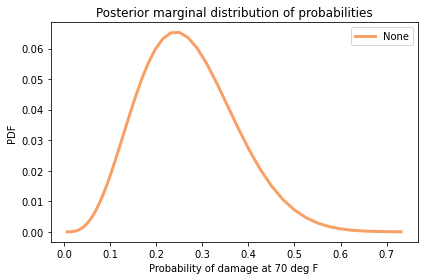 Posterior marginal distribution of probabilities
None
0.06
0.05
0.04
0.03
0.02
0.01
0.00
PDF
0.0 0.1 0.2 0.3 0.4 0.5 0.6 0.7
Probability of damage at 70 deg F